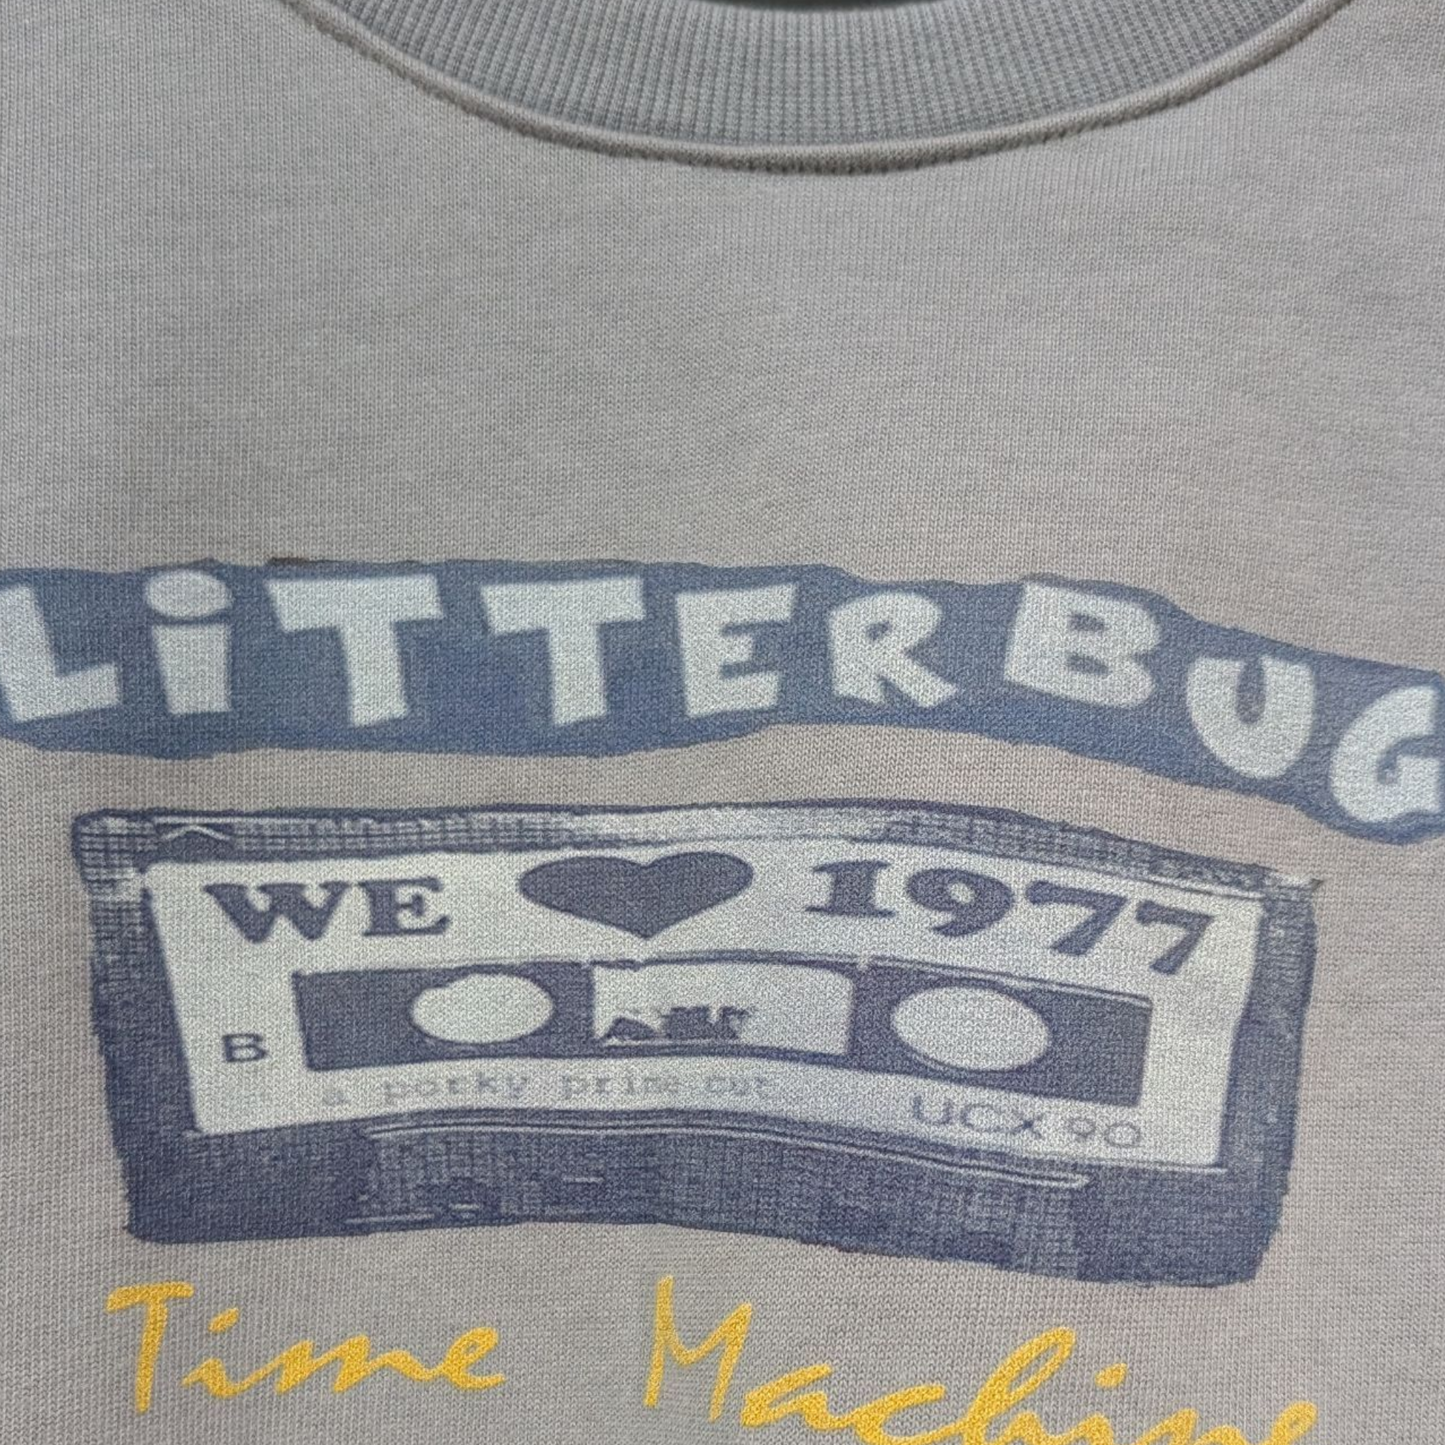 LiTTERBUG
WE ♥ 1977
B
a porky prime cut
UCX 90
Time Machine